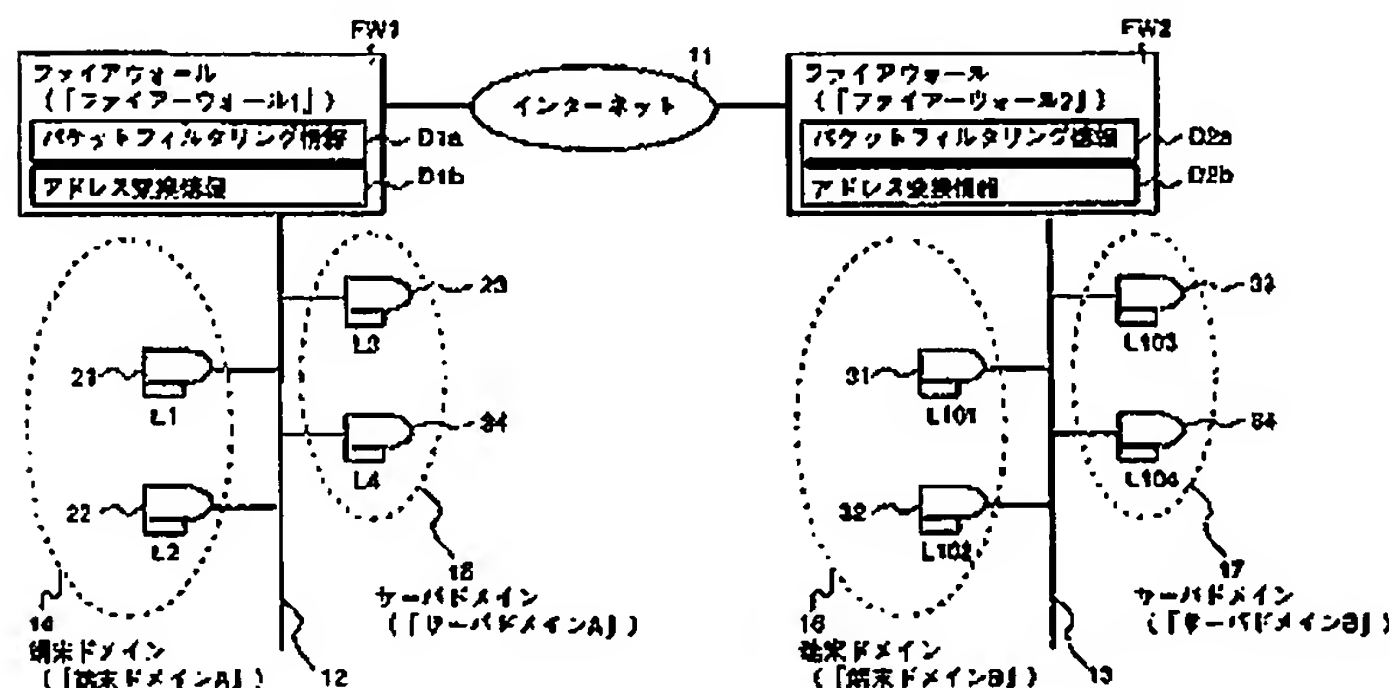 FW1
ファイアウォール
(「ファイアーウォール1」)
パケットフィルタリング情報
D1a
アドレス変換情報
D1b
11
インターネット
FW2
ファイアウォール
(「ファイアーウォール2」)
パケットフィルタリング情報
D2a
アドレス変換情報
D2b
23
L3
21
L1
L4
22
L2
14
端末ドメイン
(「端末ドメインA」)
12
サーバドメイン
(「サーバドメインA」)
31
L101
L103
32
L102
L104
端末ドメイン
(「端末ドメインB」)
13
17
サーバドメイン
(「サーバドメインB」)